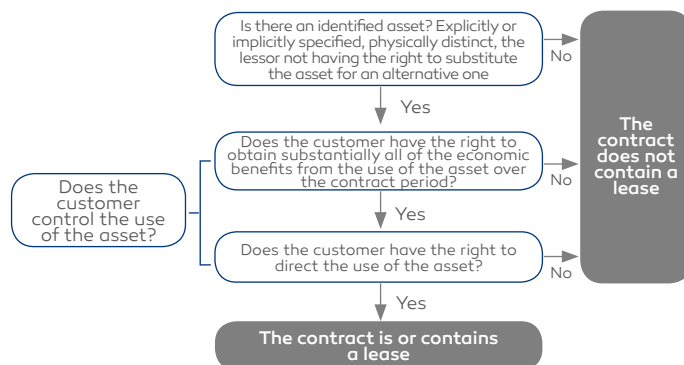 Is there an identified asset? Explicitly or
implicitly specified, physically distinct, the
lessor not having the right to substitute
the asset for an alternative one
No
Yes
The
contract
does not
contain a
lease
Does the customer have the right to
obtain substantially all of the economic
benefits from the use of the asset over
the contract period?
No
Does the
customer
control the use
of the asset?
Yes
Does the customer have the right to
direct the use of the asset?
No
Yes
The contract is or contains
a lease